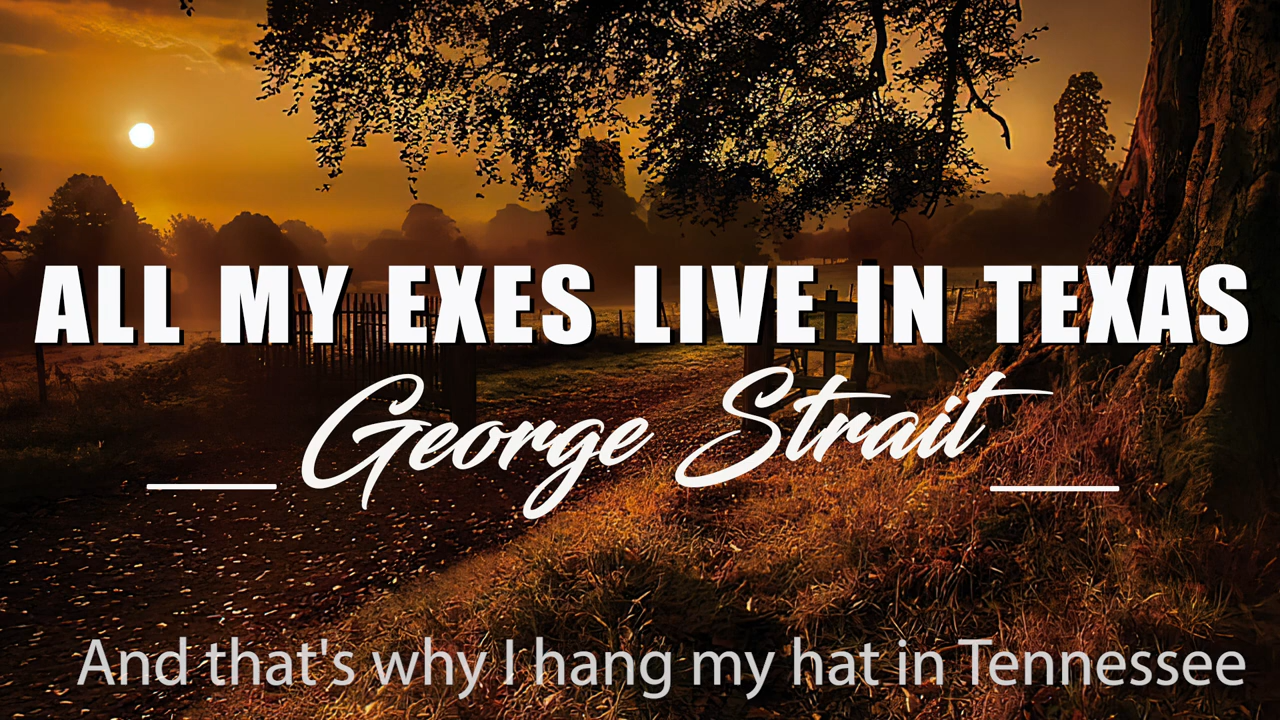 ALL MY EXES LIVE IN TEXAS
George Strait
And that's why I hang my hat in Tennessee